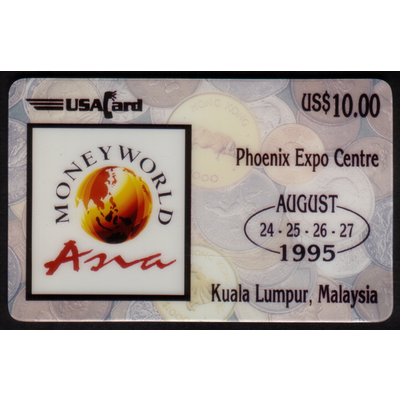 USACard
US$10.00
MONEYWORLD
Asia
Phoenix Expo Centre
AUGUST
24 - 25 - 26 - 27
1995
Kuala Lumpur, Malaysia